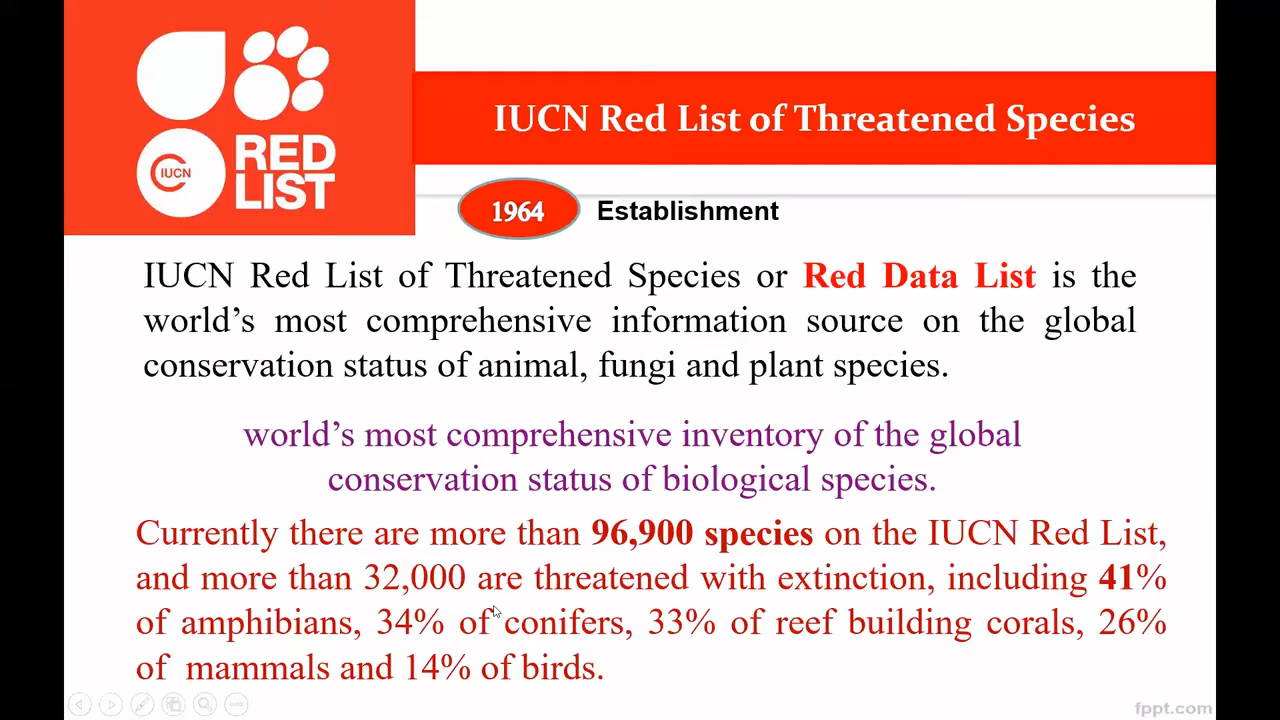 IUCN
RED
LIST
IUCN Red List of Threatened Species
1964 Establishment
IUCN Red List of Threatened Species or Red Data List is the
world’s most comprehensive information source on the global
conservation status of animal, fungi and plant species.
world’s most comprehensive inventory of the global
conservation status of biological species.
Currently there are more than 96,900 species on the IUCN Red List,
and more than 32,000 are threatened with extinction, including 41%
of amphibians, 34% of conifers, 33% of reef building corals, 26%
of mammals and 14% of birds.
fppt.com